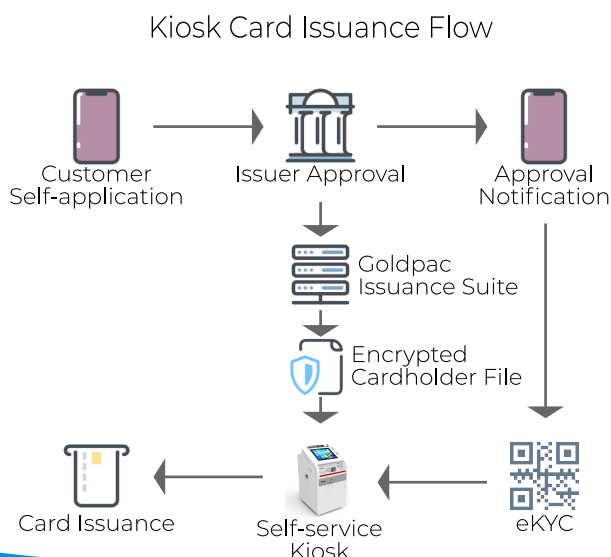 Kiosk Card Issuance Flow
Customer
Self-application
Issuer Approval
Approval
Notification
Goldpac
Issuance Suite
Encrypted
Cardholder File
Card Issuance
Self-service
Kiosk
eKYC